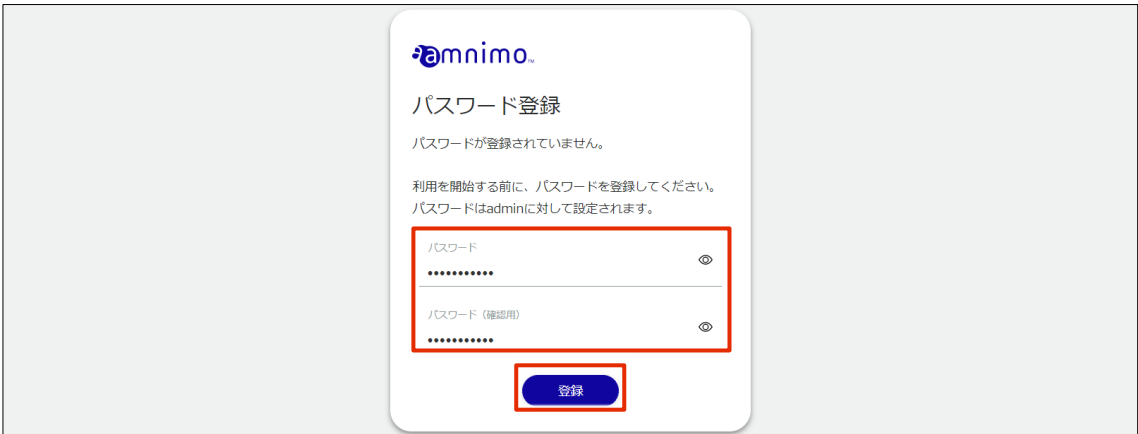 amnimo™
パスワード登録
パスワードが登録されていません。
利用を開始する前に、パスワードを登録してください。
パスワードはadminに対して設定されます。
パスワード
•••••••••••
パスワード（確認用）
•••••••••••
登録